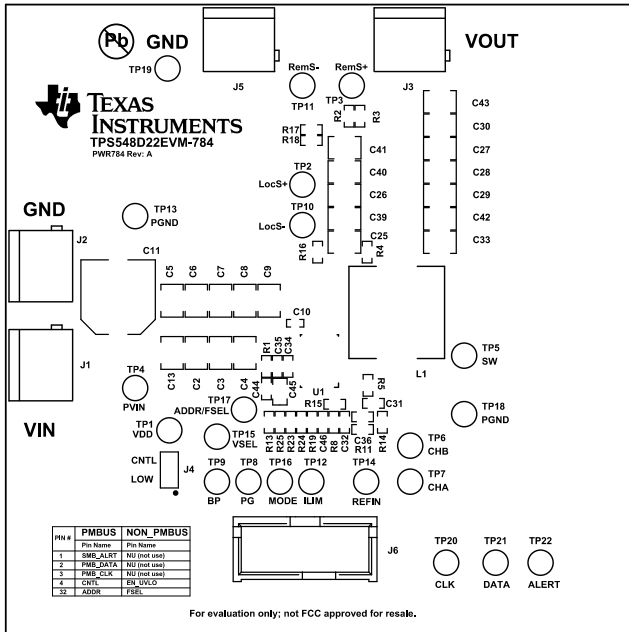 Pb
GND
VOUT
TP19
J5
RemS-
RemS+
J3
TP11
TP3
TEXAS
INSTRUMENTS
TPS548D22EVM-784
PWR784 Rev: A
R2
R3
R17
R18
C43
C30
C41
C27
TP2
C40
C28
LocS+
C26
C29
TP10
C39
C42
LocS-
C25
C33
R16
R4
GND
TP13
PGND
J2
C11
C5
C6
C7
C8
C9
C10
J1
TP4
PVIN
C13
C2
C3
C4
R1
C35
C34
C44
C45
U1
L1
TP5
SW
R5
R15
C31
VIN
TP17
ADDR/FSEL
TP18
PGND
TP1
VDD
TP15
VSEL
R13
R25
R23
R24
R19
C46
R8
C32
C36
R11
R14
TP6
CHB
CNTL
LOW
J4
TP9
TP8
TP16
TP12
TP14
TP7
CHA
BP
PG
MODE
ILIM
REFIN
PIN # PMBUS NON_PMBUS
Pin Name Pin Name
1 SMB_ALRT NU (not use)
2 PMB_DATA NU (not use)
3 PMB_CLK NU (not use)
4 CNTL EN_UVLO
32 ADDR FSEL
J6
TP20
TP21
TP22
CLK
DATA
ALERT
For evaluation only; not FCC approved for resale.